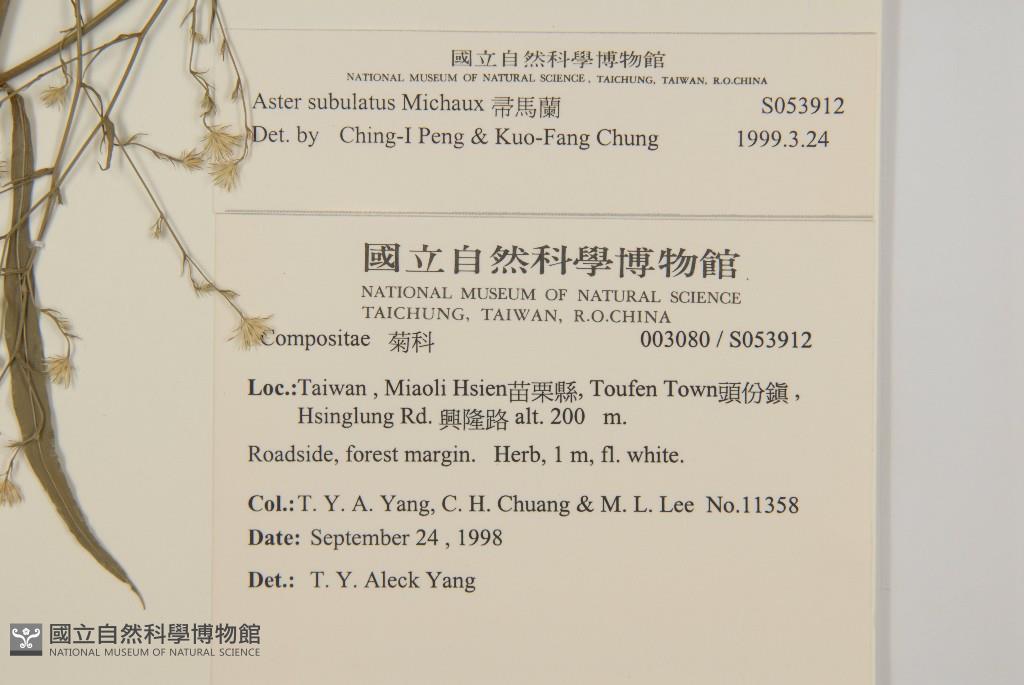 國立自然科學博物館
NATIONAL MUSEUM OF NATURAL SCIENCE, TAICHUNG, TAIWAN, R.O.CHINA
Aster subulatus Michaux 帚馬蘭 S053912
Det. by Ching-I Peng & Kuo-Fang Chung 1999.3.24
國立自然科學博物館
NATIONAL MUSEUM OF NATURAL SCIENCE
TAICHUNG, TAIWAN, R.O.CHINA
Compositae 菊科 003080 / S053912
Loc.:Taiwan , Miaoli Hsien苗栗縣, Toufen Town頭份鎮 ,
Hsinglung Rd. 興隆路 alt. 200 m.
Roadside, forest margin. Herb, 1 m, fl. white.
Col.: T. Y. A. Yang, C. H. Chuang & M. L. Lee No.11358
Date: September 24 , 1998
Det.: T. Y. Aleck Yang
國立自然科學博物館
NATIONAL MUSEUM OF NATURAL SCIENCE